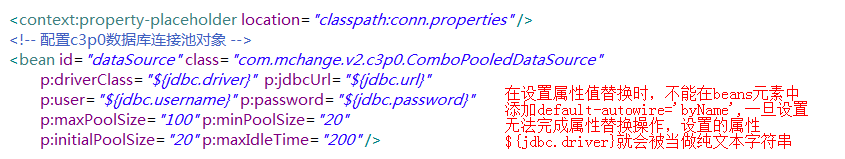 <context:property-placeholder location="classpath:conn.properties"/>
<!-- 配置c3p0数据库连接池对象 -->
<bean id="dataSource" class="com.mchange.v2.c3p0.ComboPooledDataSource"
p:driverClass="${jdbc.driver}" p:jdbcUrl="${jdbc.url}"
p:user="${jdbc.username}" p:password="${jdbc.password}"
p:maxPoolSize="100" p:minPoolSize="20"
p:initialPoolSize="20" p:maxIdleTime="200"/>
在设置属性值替换时,不能在beans元素中
添加default-autowire='byName',一旦设置
无法完成属性替换操作,设置的属性
${jdbc.driver}就会被当做纯文本字符串